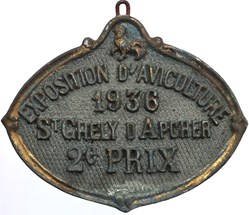 EXPOSITION D'AVICULTURE
1936
ST CHELY D'APCHER
2e PRIX